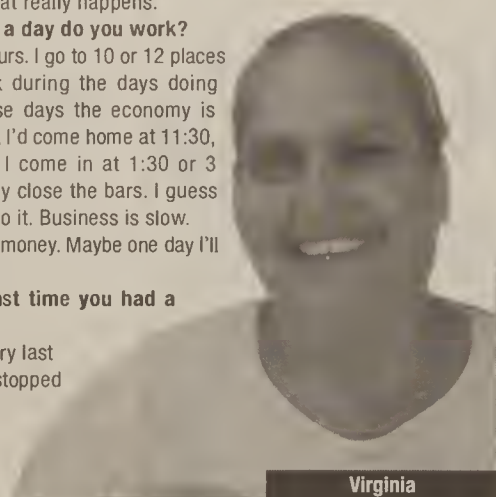 at really happens.
a day do you work?
urs. I go to 10 or 12 places
k during the days doing
se days the economy is
I'd come home at 11:30,
I come in at 1:30 or 3
y close the bars. I guess
o it. Business is slow.
money. Maybe one day I'll
st time you had a
ry last
stopped
Virginia